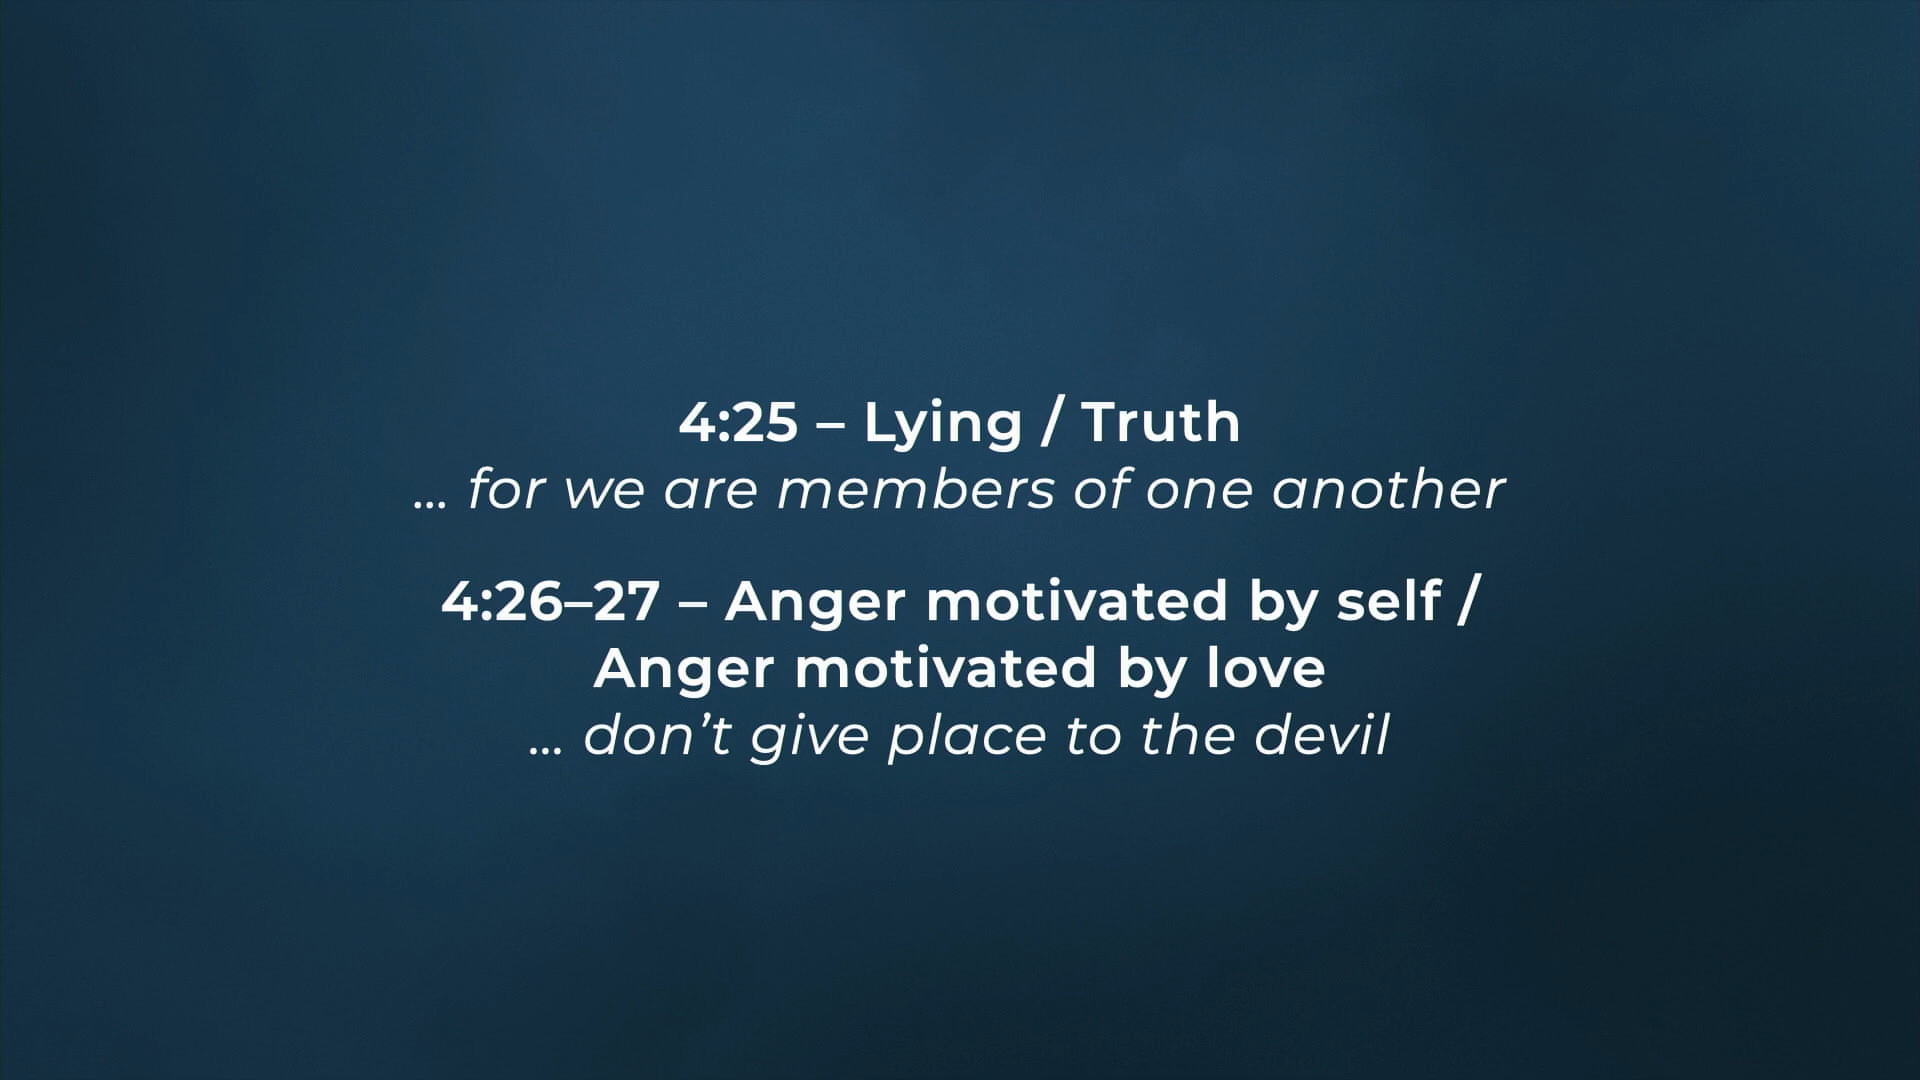 4:25 – Lying / Truth
... for we are members of one another
4:26–27 – Anger motivated by self /
Anger motivated by love
... don’t give place to the devil